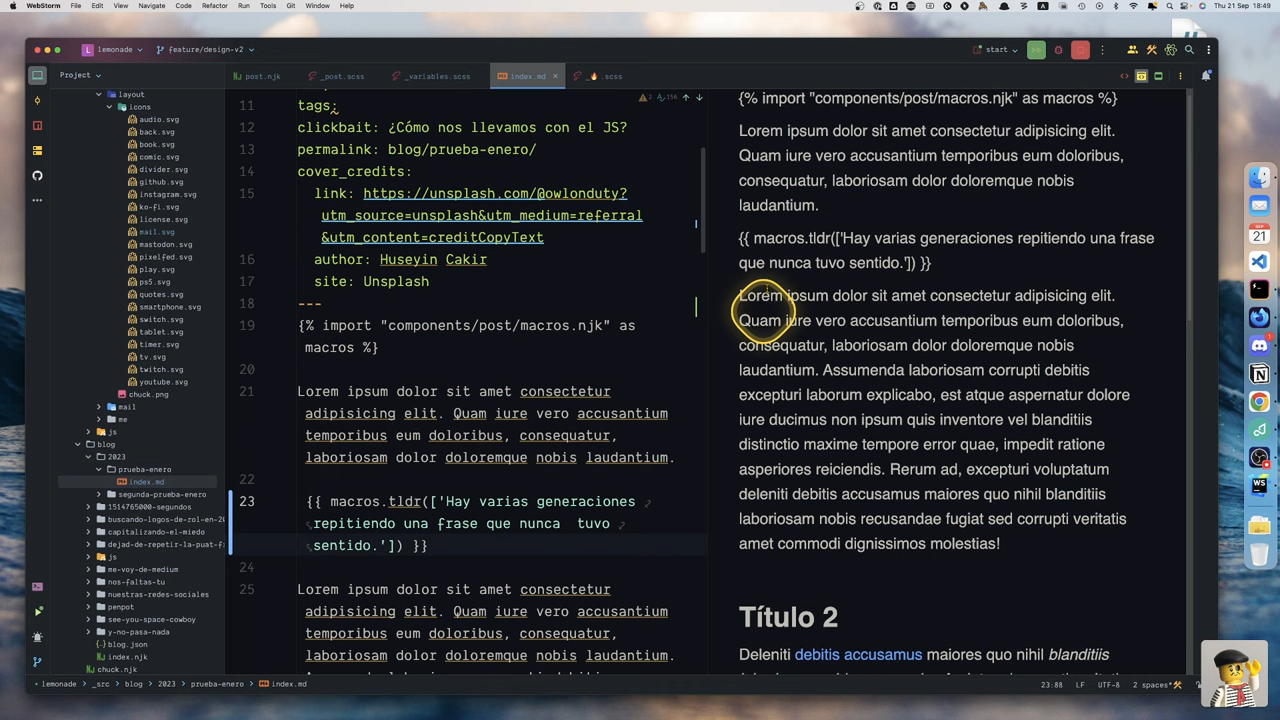 WebStorm File Edit View Navigate Code Refactor Run Tools Git Window Help
Thu 21 Sep 18:49
lemonade feature/design-v2 start
Project
post.njk _post.scss _variables.scss index.md _🔥.scss
layout
icons
audio.svg
back.svg
book.svg
comic.svg
divider.svg
github.svg
instagram.svg
ko-fi.svg
license.svg
mail.svg
mastodon.svg
pixelfed.svg
play.svg
ps5.svg
quotes.svg
smartphone.svg
switch.svg
tablet.svg
timer.svg
tv.svg
twitch.svg
youtube.svg
chuck.png
mail
me
js
blog
2023
prueba-enero
index.md
segunda-prueba-enero
1514765000-segundos
buscando-logos-de-rol-en-20
capitalizando-el-miedo
dejad-de-repetir-la-puat-fr
js
me-voy-de-medium
nos-faltas-tu
nuestras-redes-sociales
penpot
see-you-space-cowboy
y-no-pasa-nada
blog.json
index.njk
chuck.njk
2 156
11 tags:
12 clickbait: ¿Cómo nos llevamos con el JS?
13 permalink: blog/prueba-enero/
14 cover_credits:
15 link: https://unsplash.com/@owlonduty?
utm_source=unsplash&utm_medium=referral
&utm_content=creditCopyText
16 author: Huseyin Cakir
17 site: Unsplash
18 ---
19 {% import "components/post/macros.njk" as
macros %}
20
21 Lorem ipsum dolor sit amet consectetur
adipisicing elit. Quam iure vero accusantium
temporibus eum doloribus, consequatur,
laboriosam dolor doloremque nobis laudantium.
22
23 {{ macros.tldr(['Hay varias generaciones
repitiendo una frase que nunca  tuvo
sentido.']) }}
24
25 Lorem ipsum dolor sit amet consectetur
adipisicing elit. Quam iure vero accusantium
temporibus eum doloribus, consequatur,
laboriosam dolor doloremque nobis laudantium.
{% import "components/post/macros.njk" as macros %}
Lorem ipsum dolor sit amet consectetur adipisicing elit.
Quam iure vero accusantium temporibus eum doloribus,
consequatur, laboriosam dolor doloremque nobis
laudantium.
{{ macros.tldr(['Hay varias generaciones repitiendo una frase
que nunca tuvo sentido.']) }}
Lorem ipsum dolor sit amet consectetur adipisicing elit.
Quam iure vero accusantium temporibus eum doloribus,
consequatur, laboriosam dolor doloremque nobis
laudantium. Assumenda laboriosam corrupti debitis
excepturi laborum explicabo, est atque aspernatur dolore
iure ducimus non ipsum quis inventore vel blanditiis
distinctio maxime tempore error quae, impedit ratione
asperiores reiciendis. Rerum ad, excepturi voluptatum
deleniti debitis accusamus maiores quo nihil blanditiis
laboriosam nobis recusandae fugiat sed corrupti veritatis
amet commodi dignissimos molestias!
Título 2
Deleniti debitis accusamus maiores quo nihil blanditiis
lemonade _src blog 2023 prueba-enero index.md
23:88 LF UTF-8 2 spaces*